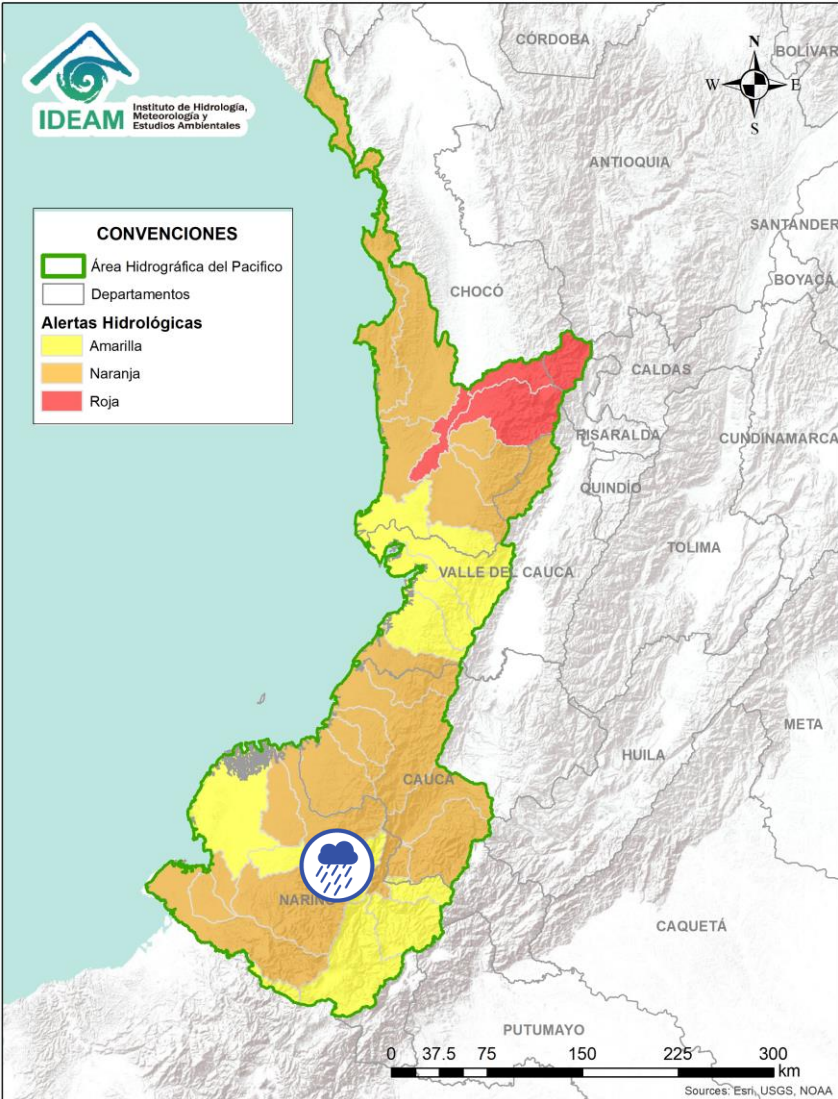 IDEAM
Instituto de Hidrología,
Meteorología y
Estudios Ambientales
CÓRDOBA
BOLÍVAR
N
W
E
S
ANTIOQUIA
SANTANDER
BOYACÁ
CONVENCIONES
Área Hidrográfica del Pacifico
Departamentos
Alertas Hidrológicas
Amarilla
Naranja
Roja
CHOCÓ
CALDAS
RISARALDA
CUNDINAMARCA
QUINDÍO
TOLIMA
VALLE DEL CAUCA
META
HUILA
CAUCA
NARIÑO
CAQUETÁ
PUTUMAYO
0 37.5 75 150 225 300
km
Sources: Esri, USGS, NOAA